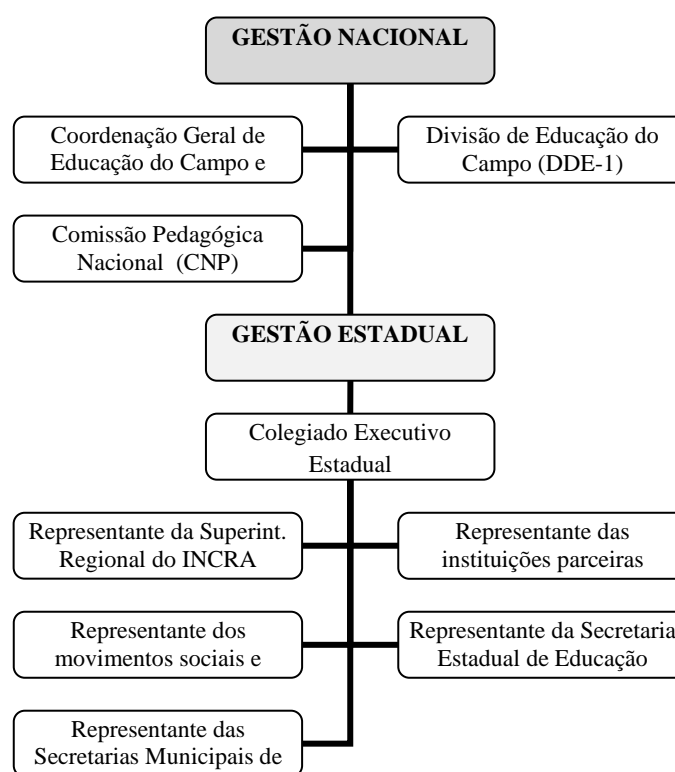 GESTÃO NACIONAL
Coordenação Geral de
Educação do Campo e
Divisão de Educação do
Campo (DDE-1)
Comissão Pedagógica
Nacional (CNP)
GESTÃO ESTADUAL
Colegiado Executivo
Estadual
Representante da Superint.
Regional do INCRA
Representante das
instituições parceiras
Representante dos
movimentos sociais e
Representante da Secretaria
Estadual de Educação
Representante das
Secretarias Municipais de